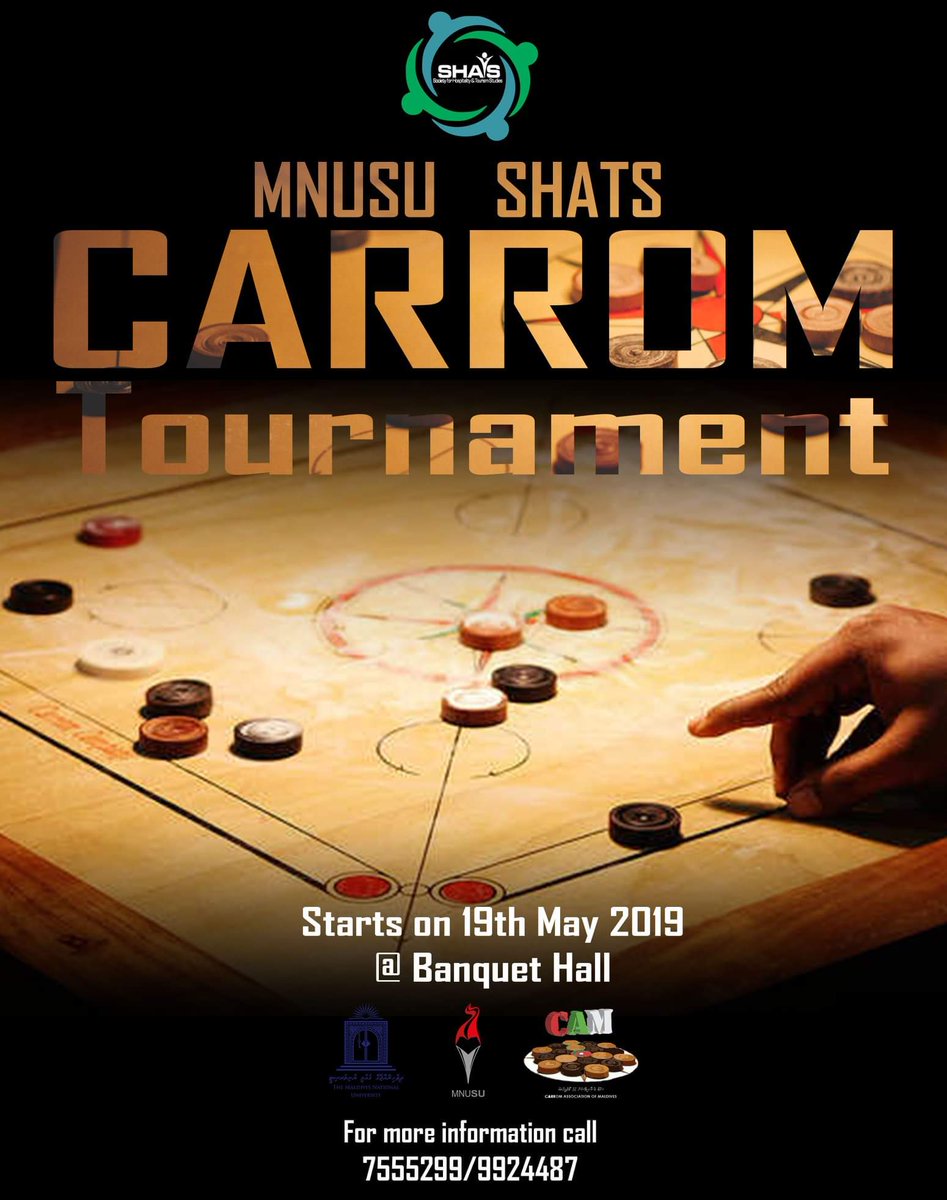 SHATS
Society for Hospitality & Tourism Studies
MNUSU SHATS
CARROM
Tournament
Starts on 19th May 2019
@ Banquet Hall
CAM
THE MALDIVES NATIONAL
UNIVERSITY
MNUSU
CARROM ASSOCIATION OF MALDIVES
For more information call
7555299/9924487